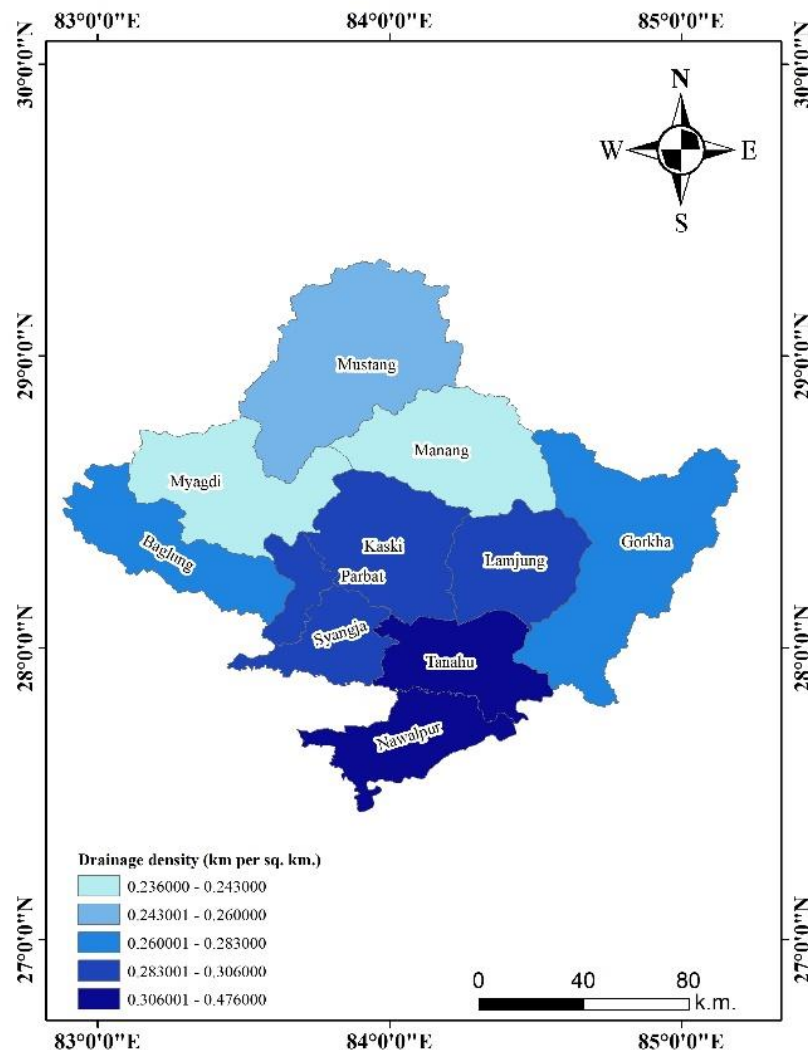 83°0'0"E 84°0'0"E 85°0'0"E
30°0'0"N 30°0'0"N
N
W E
S
29°0'0"N 29°0'0"N
Mustang
Manang
Myagdi
Gorkha
Baglung
Kaski
Lamjung
Parbat
Syangja
28°0'0"N 28°0'0"N
Tanahu
Nawalpur
Drainage density (km per sq. km.)
0.236000 - 0.243000
0.243001 - 0.260000
0.260001 - 0.283000
0.283001 - 0.306000
0.306001 - 0.476000
27°0'0"N 27°0'0"N
0 40 80
k.m.
83°0'0"E 84°0'0"E 85°0'0"E